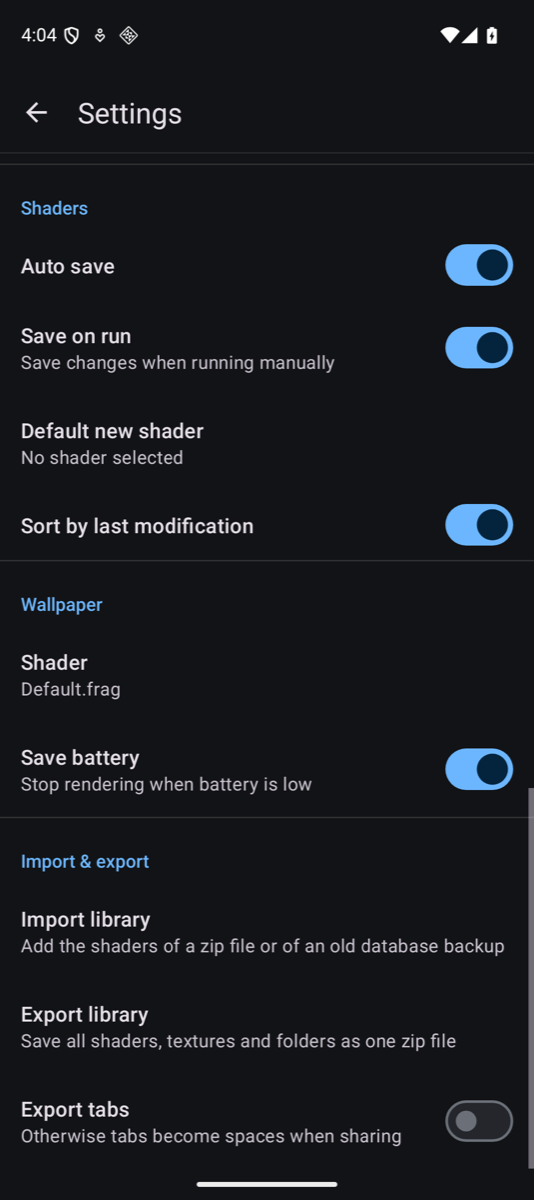 4:04
Settings
Shaders
Auto save
Save on run
Save changes when running manually
Default new shader
No shader selected
Sort by last modification
Wallpaper
Shader
Default.frag
Save battery
Stop rendering when battery is low
Import & export
Import library
Add the shaders of a zip file or of an old database backup
Export library
Save all shaders, textures and folders as one zip file
Export tabs
Otherwise tabs become spaces when sharing